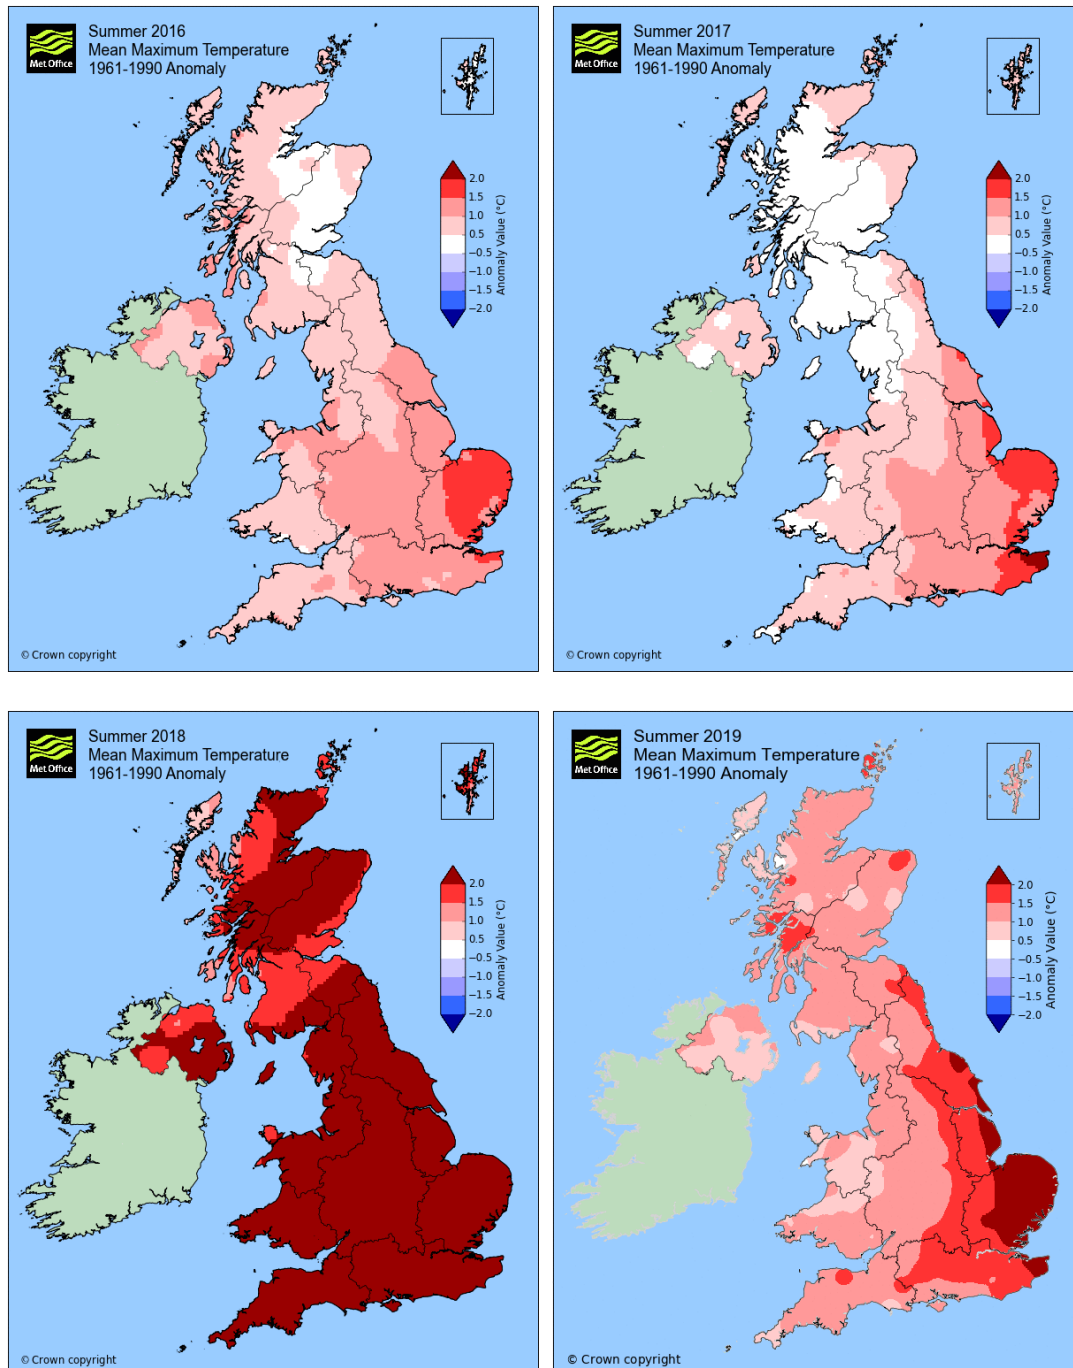 Summer 2016
Mean Maximum Temperature
1961-1990 Anomaly
Met Office
2.0
1.5
1.0
0.5
−0.5
−1.0
−1.5
−2.0
Anomaly Value (°C)
© Crown copyright
Summer 2017
Mean Maximum Temperature
1961-1990 Anomaly
Met Office
2.0
1.5
1.0
0.5
−0.5
−1.0
−1.5
−2.0
Anomaly Value (°C)
© Crown copyright
Summer 2018
Mean Maximum Temperature
1961-1990 Anomaly
Met Office
2.0
1.5
1.0
0.5
−0.5
−1.0
−1.5
−2.0
Anomaly Value (°C)
© Crown copyright
Summer 2019
Mean Maximum Temperature
1961-1990 Anomaly
Met Office
2.0
1.5
1.0
0.5
−0.5
−1.0
−1.5
−2.0
Anomaly Value (°C)
© Crown copyright